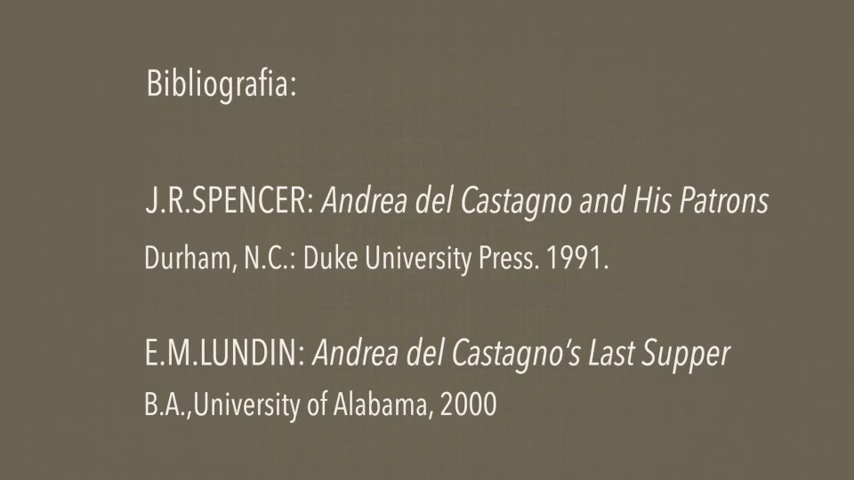 Bibliografia:
J.R.SPENCER: Andrea del Castagno and His Patrons
Durham, N.C.: Duke University Press. 1991.
E.M.LUNDIN: Andrea del Castagno's Last Supper
B.A.,University of Alabama, 2000